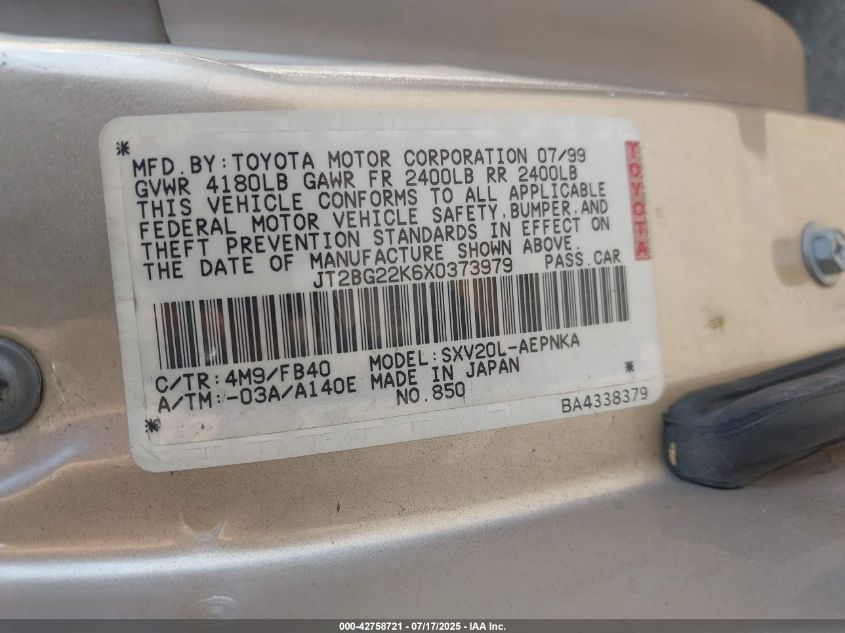 MFD. BY: TOYOTA MOTOR CORPORATION 07/99
GVWR 4180LB GAWR FR 2400LB RR 2400LB
THIS VEHICLE CONFORMS TO ALL APPLICABLE
FEDERAL MOTOR VEHICLE SAFETY, BUMPER, AND
THEFT PREVENTION STANDARDS IN EFFECT ON
THE DATE OF MANUFACTURE SHOWN ABOVE.
JT2BG22K6X0373979 PASS. CAR
TOYOTA
C/TR: 4M9/FB40 MODEL: SXV20L-AEPNKA
A/TM: -03A/A140E MADE IN JAPAN
NO. 850
BA4338379
000-42758721 / 07/17/2025 - IAA Inc.